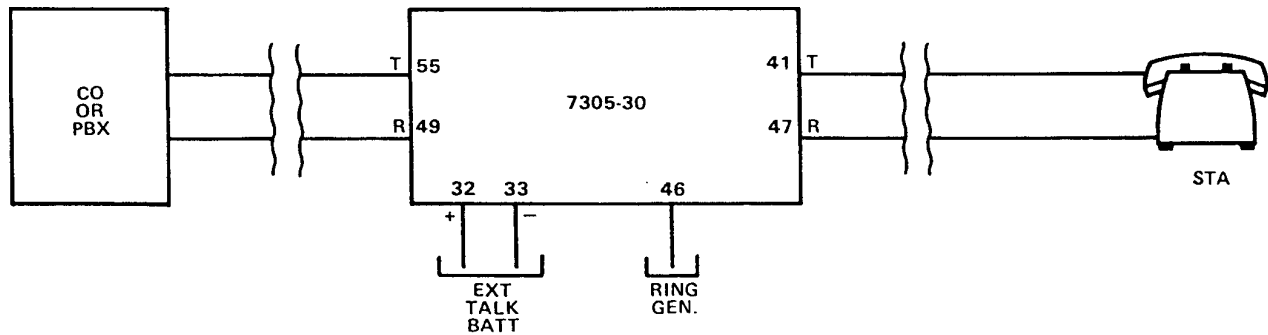 CO
OR
PBX
T 55
R 49
7305-30
41 T
47 R
32 33 46
+ −
EXT
TALK
BATT
RING
GEN.
STA